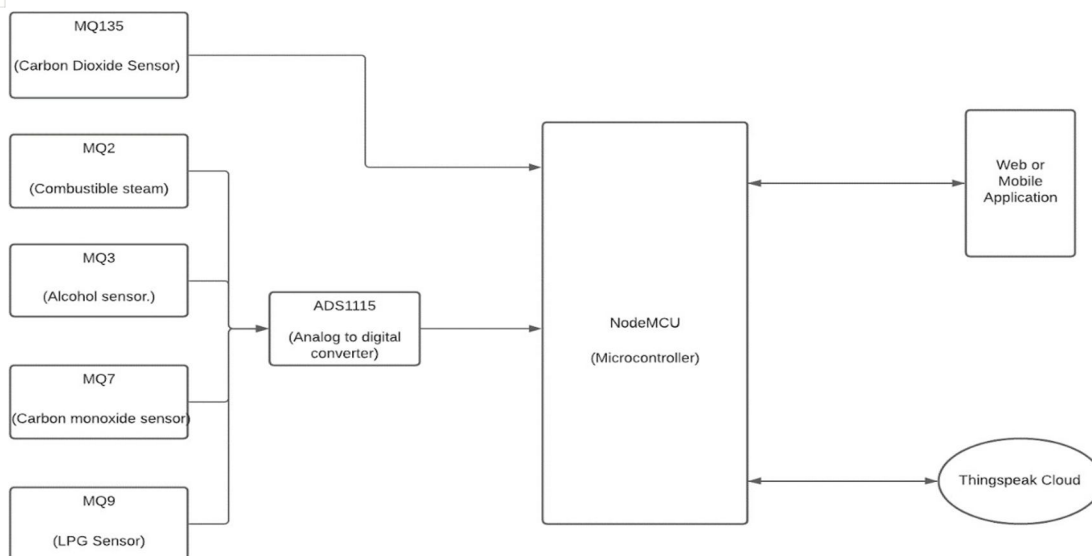 MQ135
(Carbon Dioxide Sensor)
MQ2
(Combustible steam)
MQ3
(Alcohol sensor.)
MQ7
(Carbon monoxide sensor)
MQ9
(LPG Sensor)
ADS1115
(Analog to digital
converter)
NodeMCU
(Microcontroller)
Web or
Mobile
Application
Thingspeak Cloud